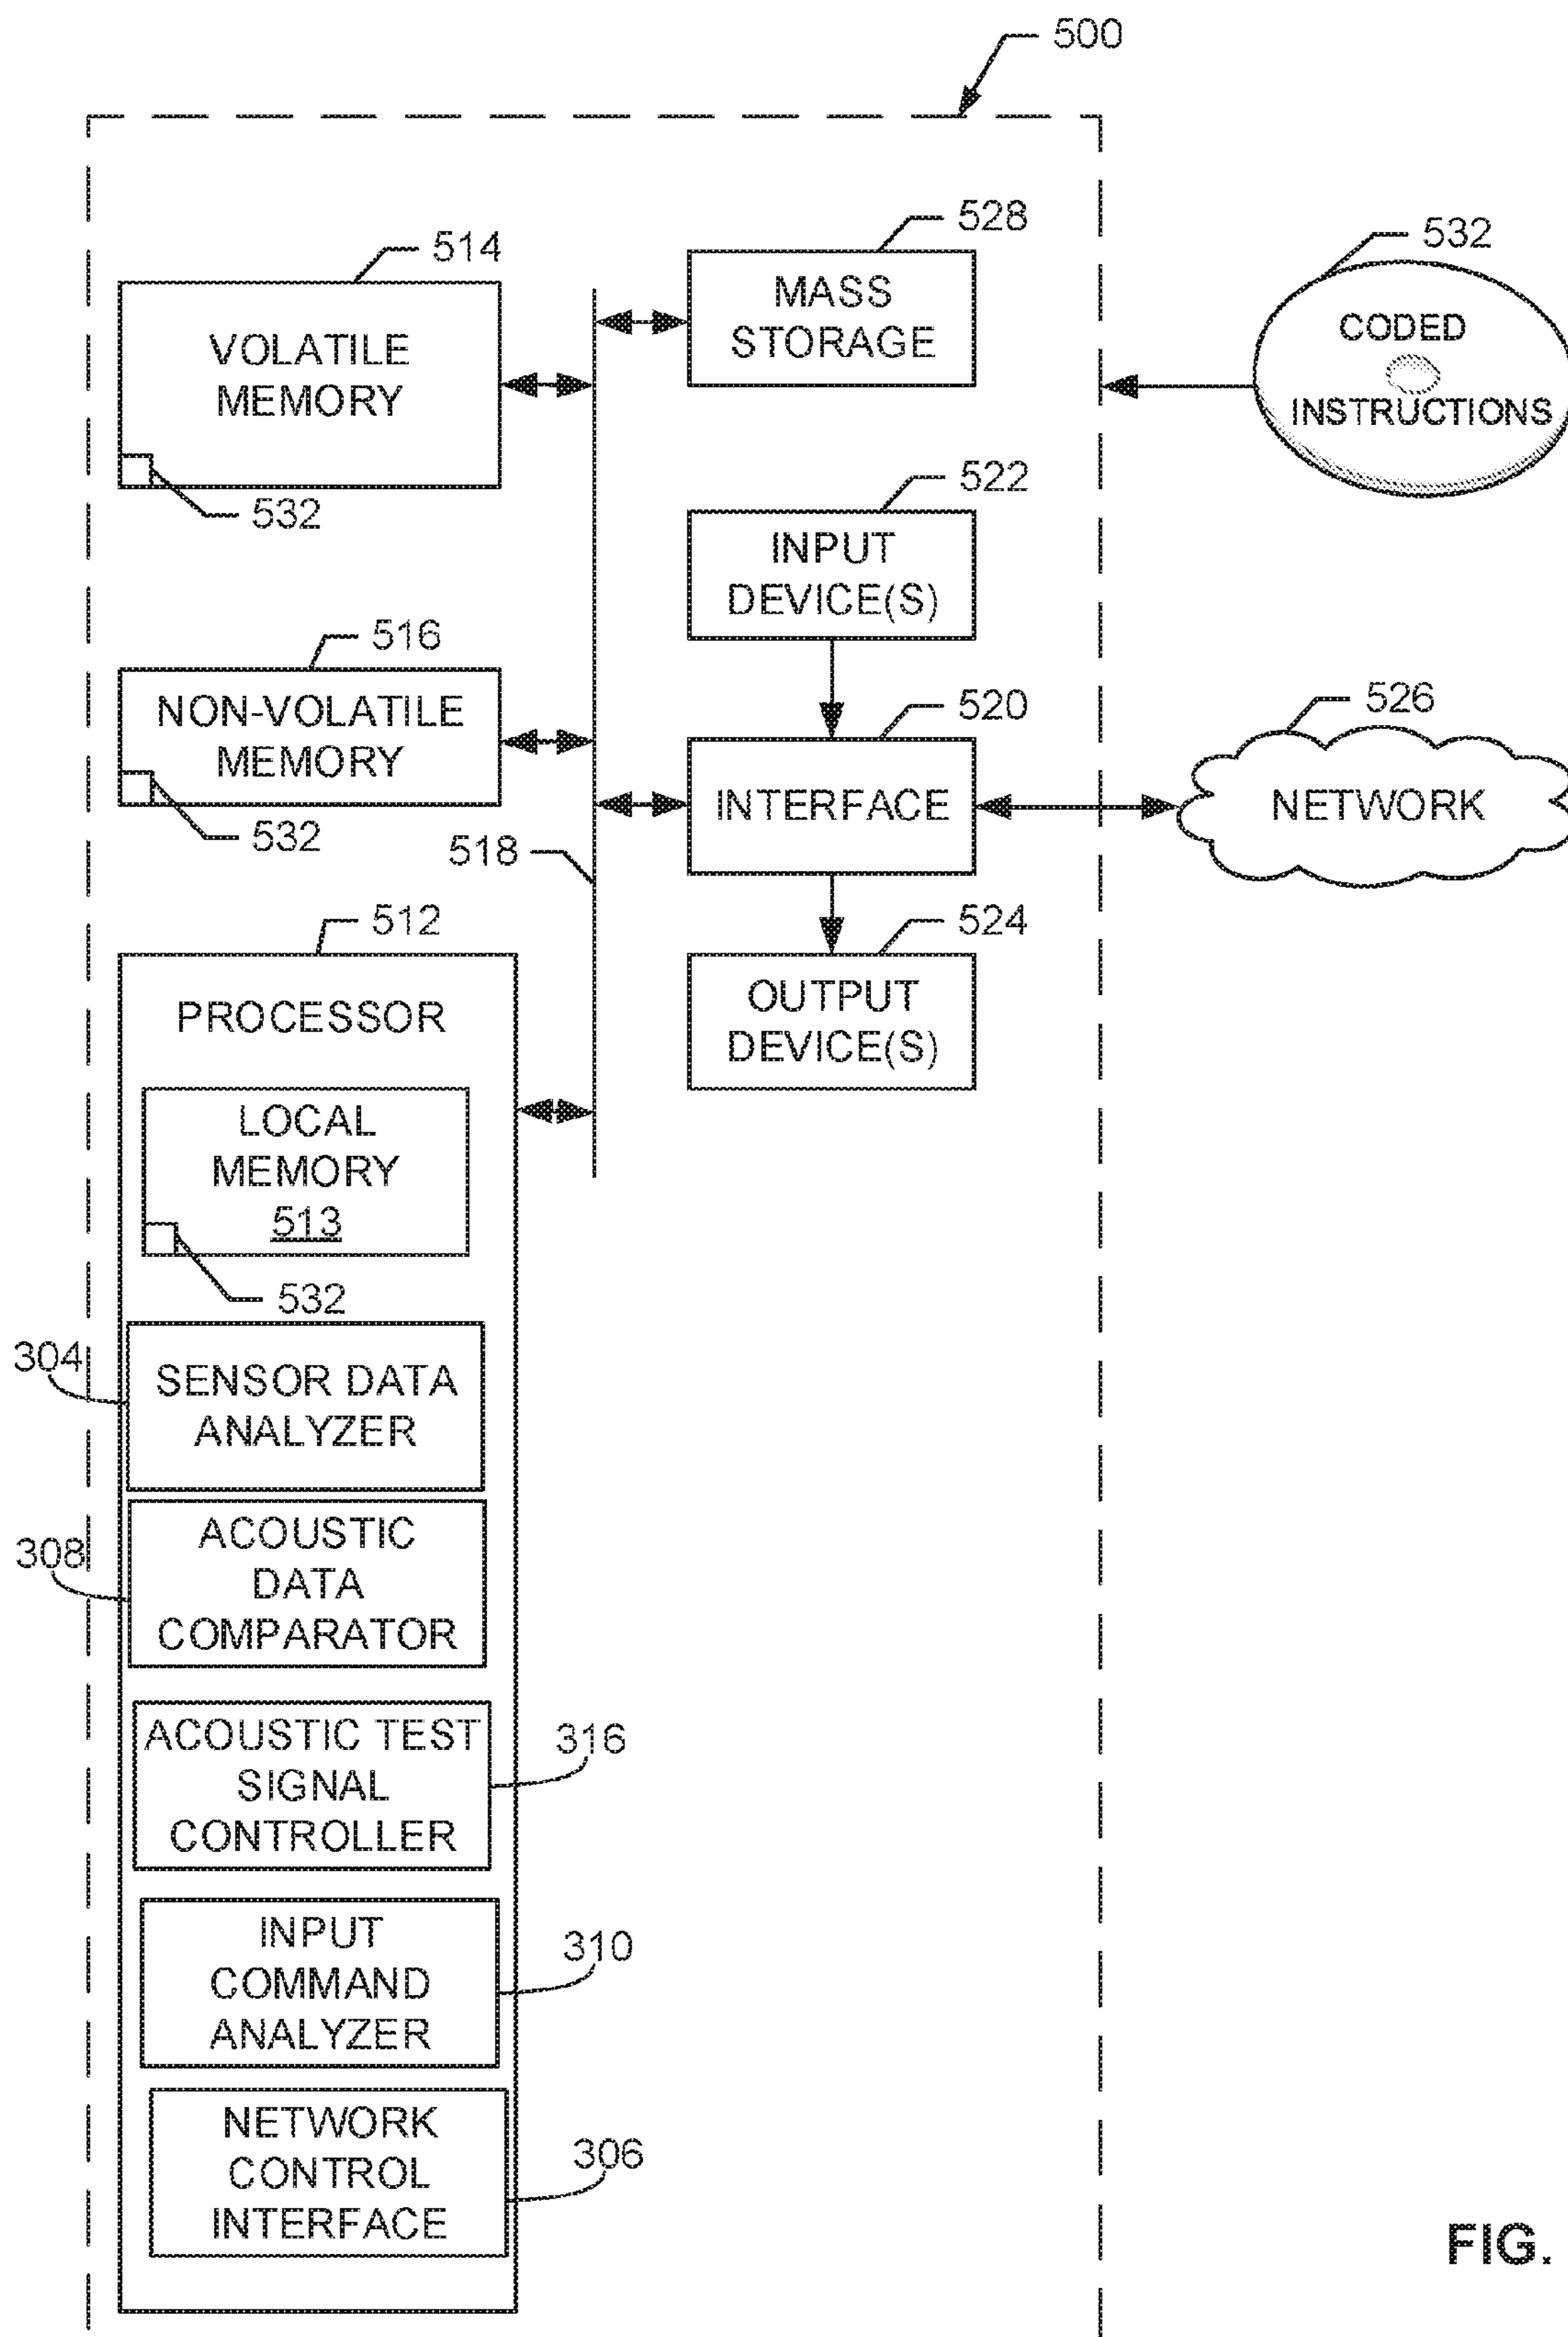 500
514
VOLATILE
MEMORY
532
528
MASS
STORAGE
532
CODED
INSTRUCTIONS
522
INPUT
DEVICE(S)
516
NON-VOLATILE
MEMORY
532
520
INTERFACE
526
NETWORK
518
524
OUTPUT
DEVICE(S)
512
PROCESSOR
LOCAL
MEMORY
513
532
304
SENSOR DATA
ANALYZER
308
ACOUSTIC
DATA
COMPARATOR
ACOUSTIC TEST
SIGNAL
CONTROLLER
316
INPUT
COMMAND
ANALYZER
310
NETWORK
CONTROL
INTERFACE
306
FIG.